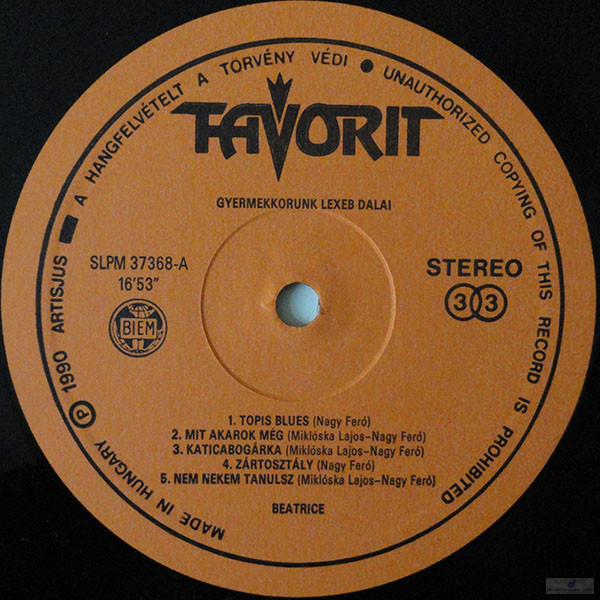 A HANGFELVÉTELT A TÖRVÉNY VÉDI • UNAUTHORIZED COPYING OF THIS RECORD IS PROHIBITED
FAVORIT
GYERMEKKORUNK LEXEB DALAI
SLPM 37368-A
16'53"
BIEM
STEREO
33
1. TOPIS BLUES (Nagy Feró)
2. MIT AKAROK MÉG (Miklóska Lajos–Nagy Feró)
3. KATICABOGÁRKA (Miklóska Lajos–Nagy Feró)
4. ZÁRTOSZTÁLY (Nagy Feró)
5. NEM NEKEM TANULSZ (Miklóska Lajos–Nagy Feró)
BEATRICE
MADE IN HUNGARY ℗ 1990 ARTISJUS